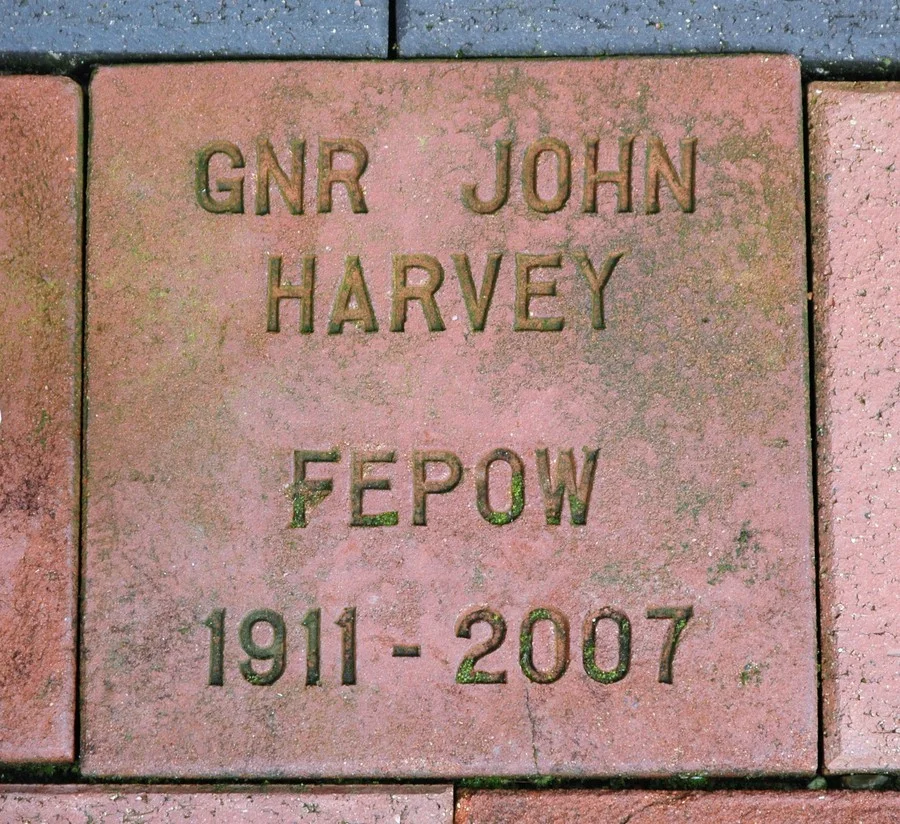 GNR JOHN
HARVEY
FEPOW
1911 - 2007